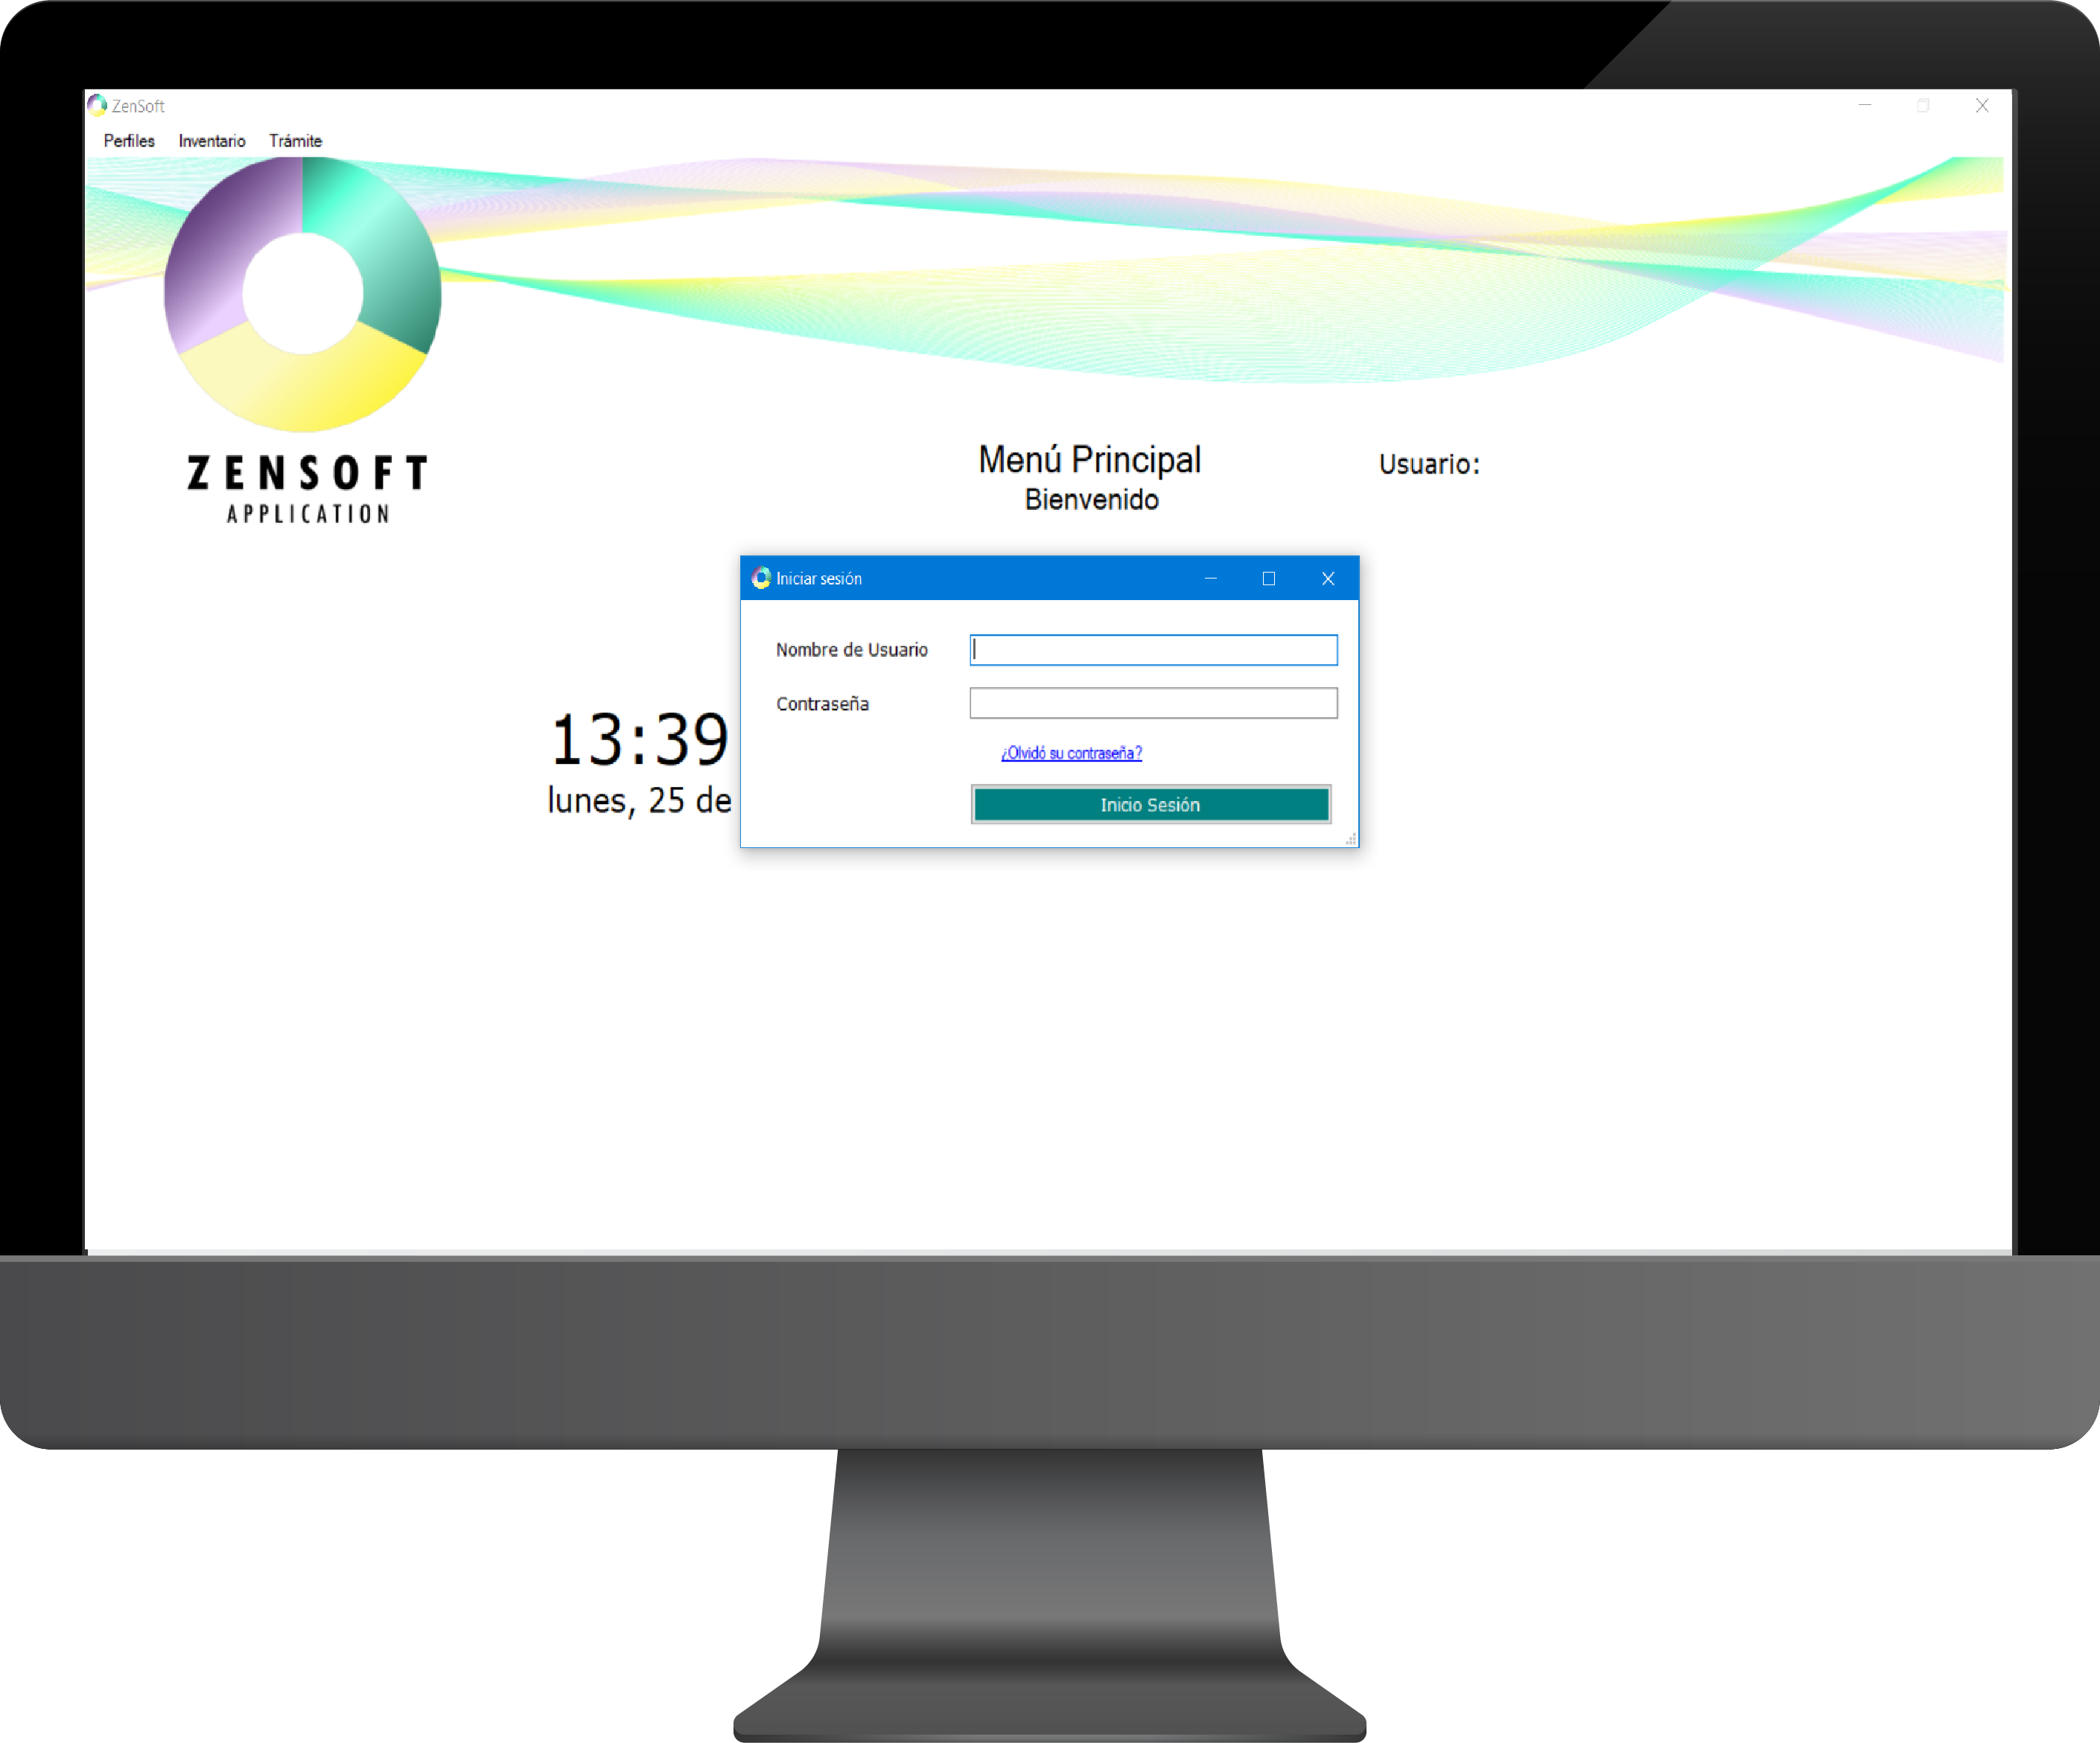 ZenSoft
Perfiles Inventario Trámite
ZENSOFT
APPLICATION
Menú Principal
Bienvenido
Usuario:
Iniciar sesión
Nombre de Usuario
Contraseña
¿Olvidó su contraseña?
Inicio Sesión
13:39
lunes, 25 de